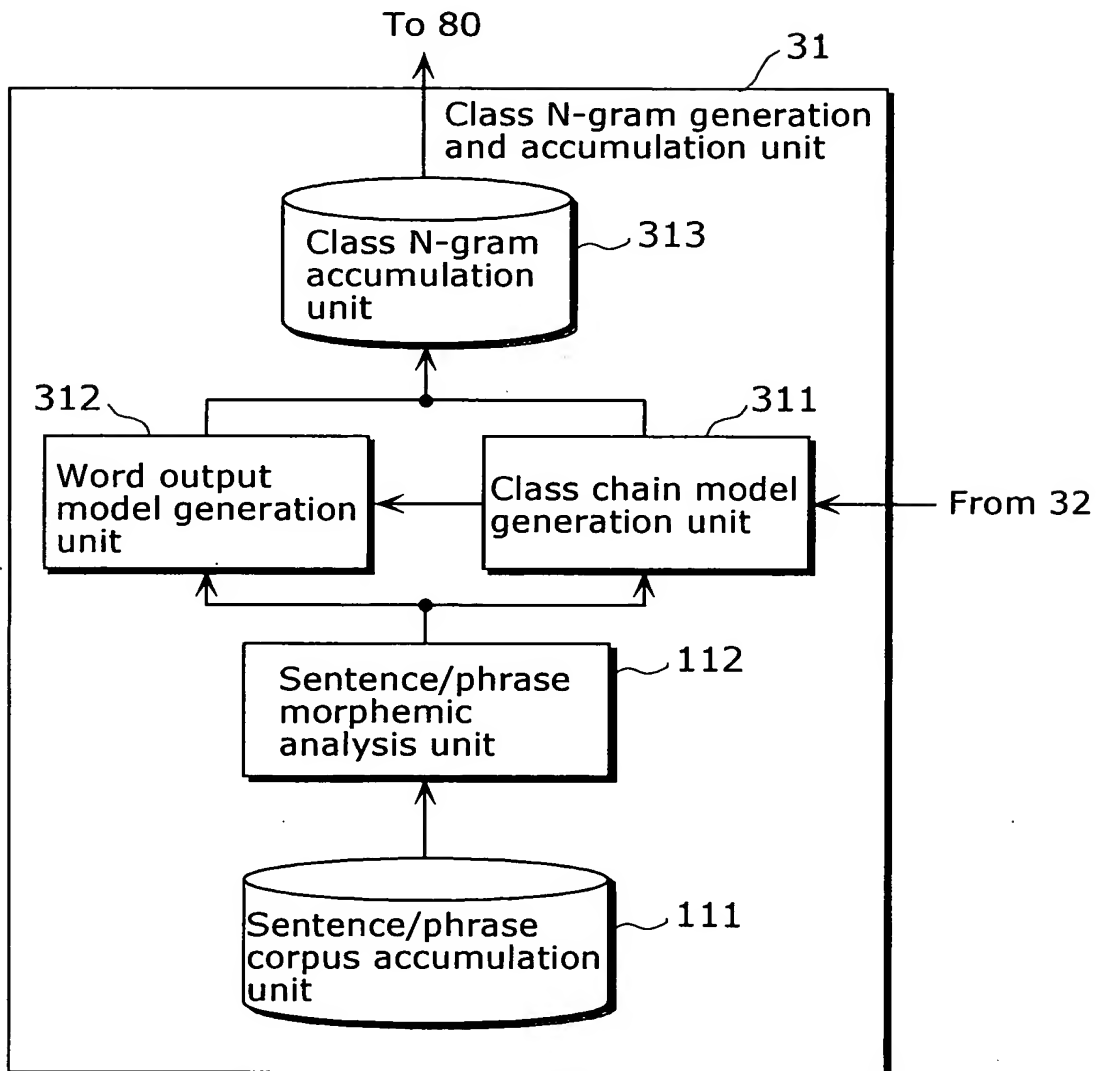 To 80
31
Class N-gram generation
and accumulation unit
Class N-gram
accumulation
unit
313
312
311
Word output
model generation
unit
Class chain model
generation unit
From 32
Sentence/phrase
morphemic
analysis unit
112
Sentence/phrase
corpus accumulation
unit
111